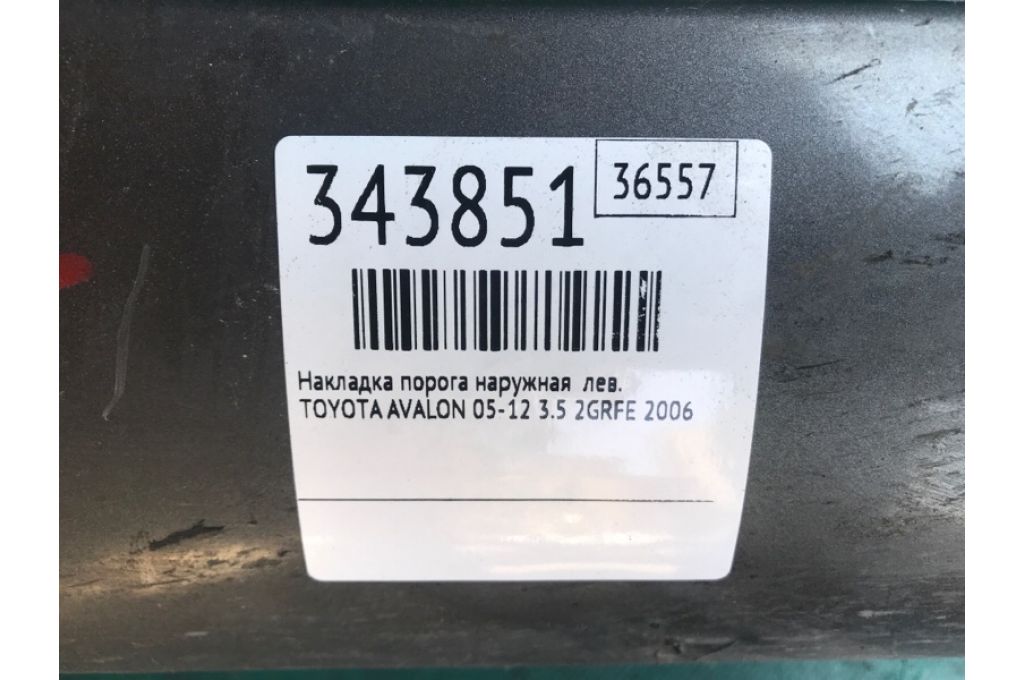 343851
36557
Накладка порога наружная лев.
TOYOTA AVALON 05-12 3.5 2GRFE 2006